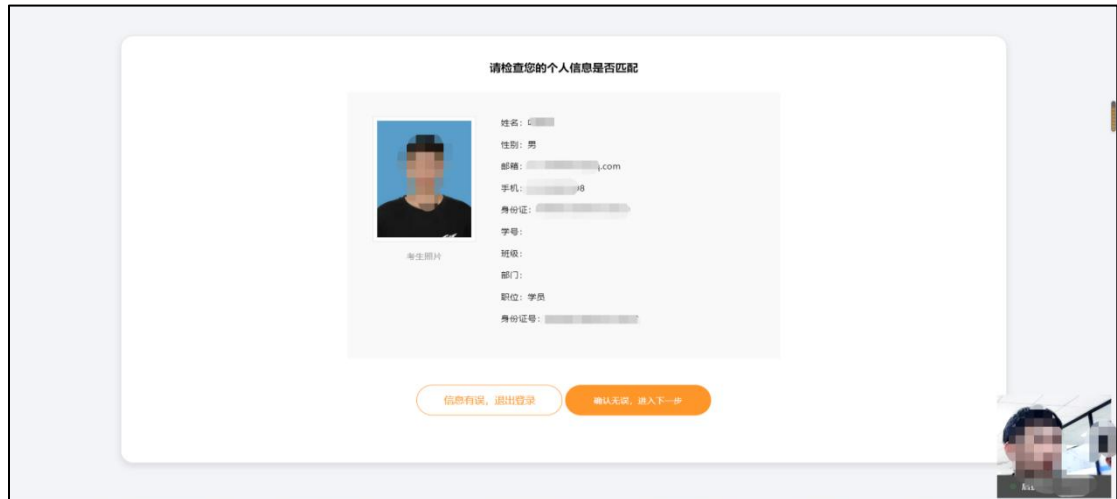 请检查您的个人信息是否匹配
姓名：
性别：男
邮箱： .com
手机： 98
身份证：
学号：
班级：
部门：
职位：学员
身份证号：
考生照片
信息有误，退出登录
确认无误，进入下一步